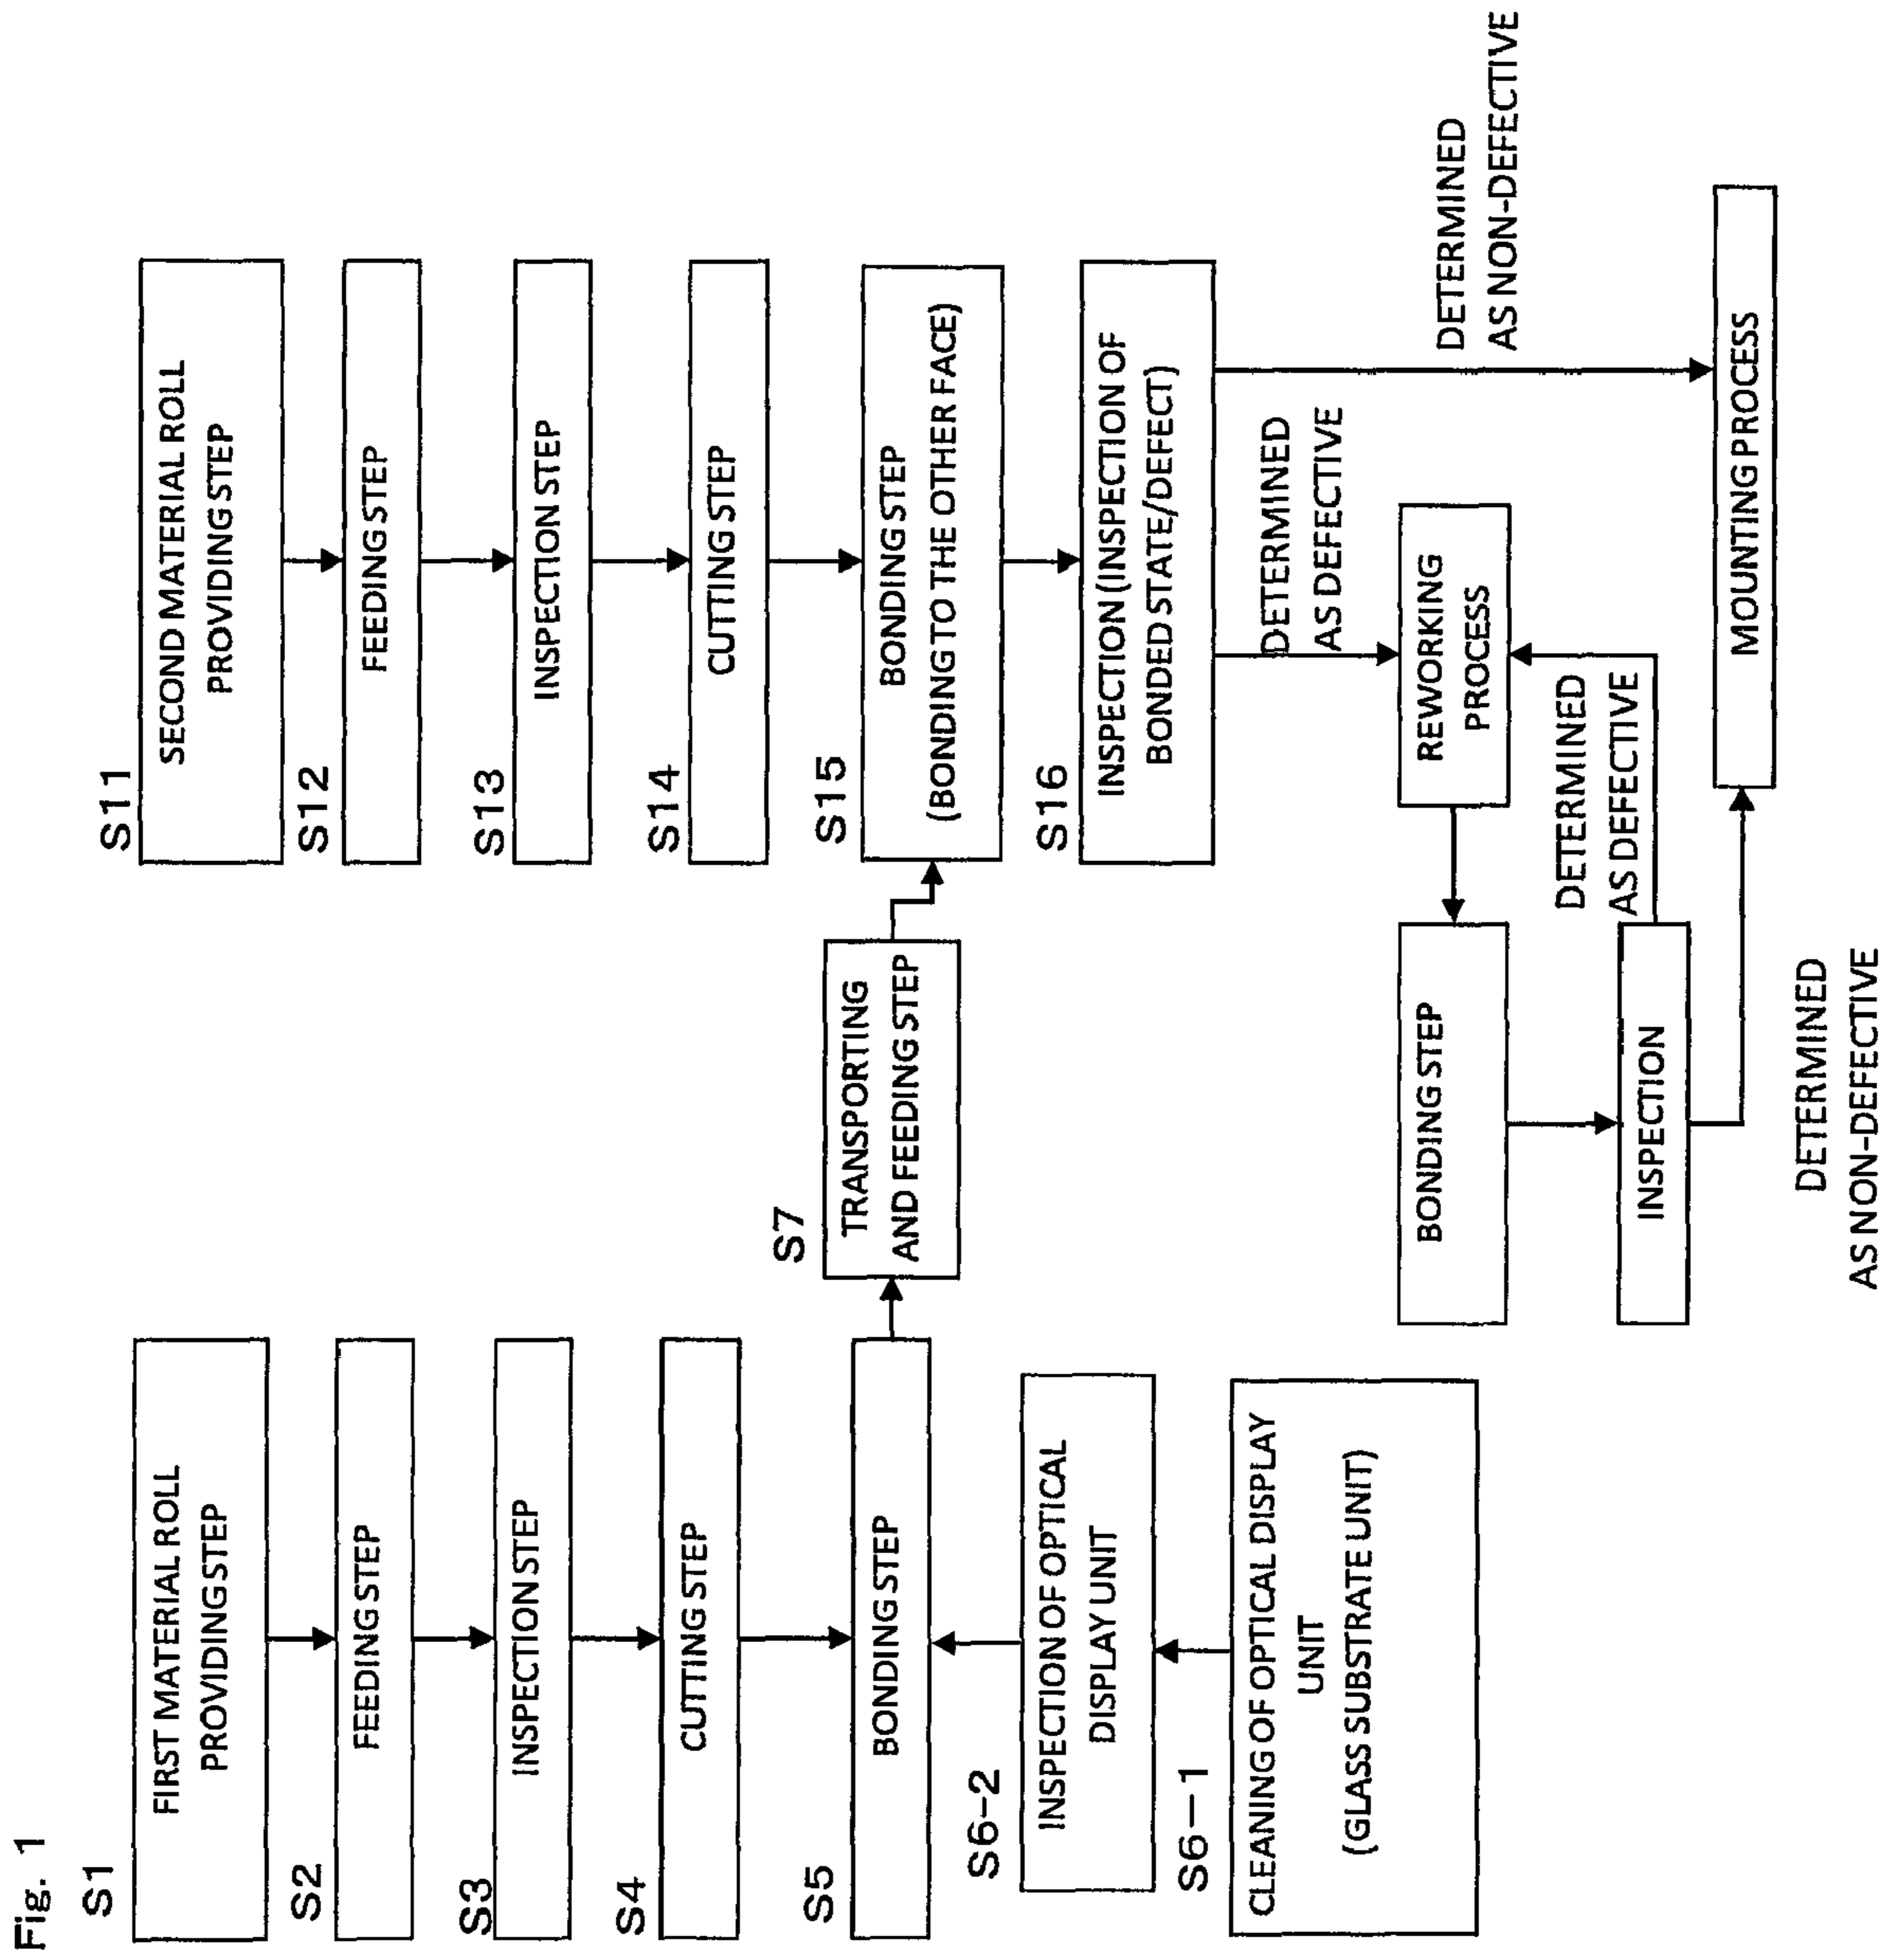 Fig. 1
S1
FIRST MATERIAL ROLL
PROVIDING STEP
S2
FEEDING STEP
S3
INSPECTION STEP
S4
CUTTING STEP
S5
BONDING STEP
S6-2
INSPECTION OF OPTICAL
DISPLAY UNIT
S6-1
CLEANING OF OPTICAL DISPLAY
UNIT
(GLASS SUBSTRATE UNIT)
S7
TRANSPORTING
AND FEEDING STEP
S11
SECOND MATERIAL ROLL
PROVIDING STEP
S12
FEEDING STEP
S13
INSPECTION STEP
S14
CUTTING STEP
S15
BONDING STEP
(BONDING TO THE OTHER FACE)
S16
INSPECTION (INSPECTION OF
BONDED STATE/DEFECT)
DETERMINED
AS DEFECTIVE
DETERMINED
AS NON-DEFECTIVE
REWORKING
PROCESS
BONDING STEP
INSPECTION
DETERMINED
AS DEFECTIVE
DETERMINED
AS NON-DEFECTIVE
MOUNTING PROCESS